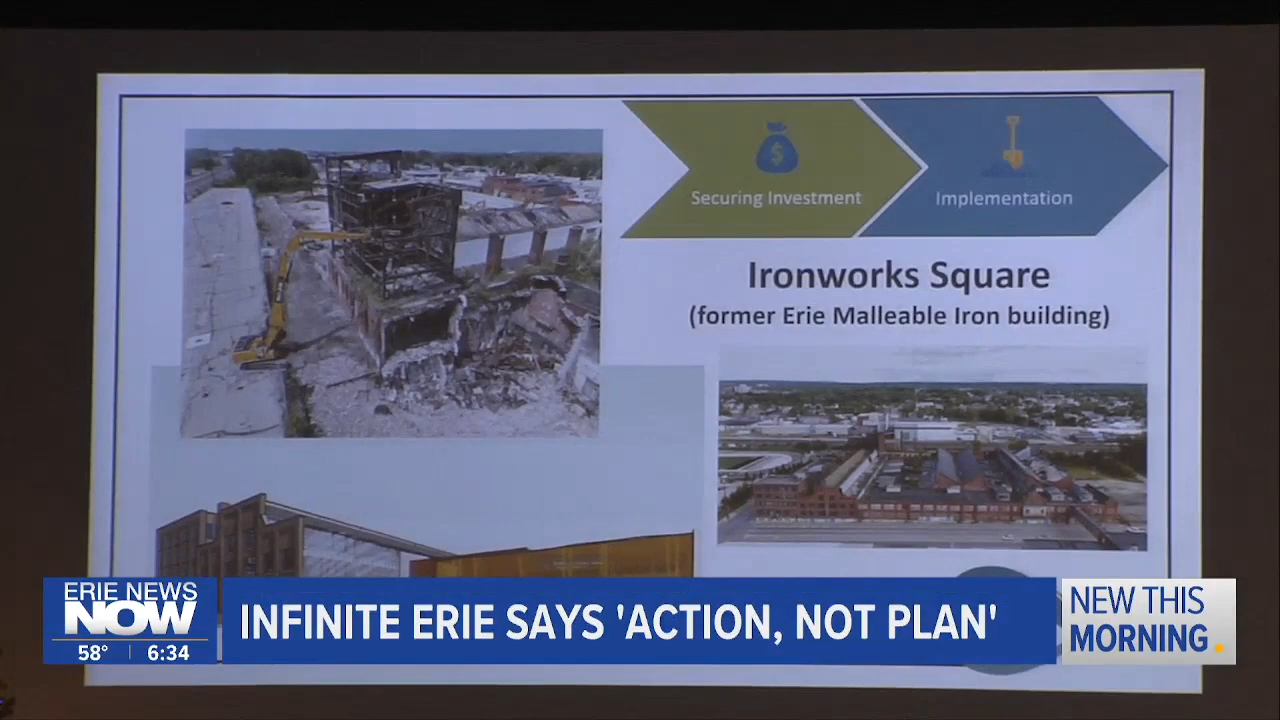 Securing Investment
Implementation
Ironworks Square
(former Erie Malleable Iron building)
ERIE NEWS
NOW
58° 6:34
INFINITE ERIE SAYS 'ACTION, NOT PLAN'
NEW THIS
MORNING.